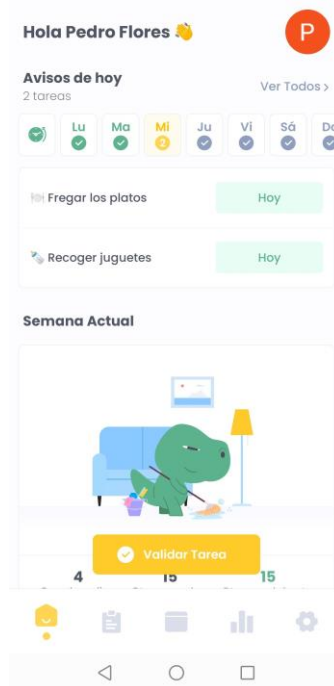 Hola Pedro Flores 👋
P
Avisos de hoy
2 tareas
Ver Todos >
Lu Ma Mi Ju Vi Sá Do
2
Fregar los platos Hoy
Recoger juguetes Hoy
Semana Actual
Validar Tarea
4 15 15